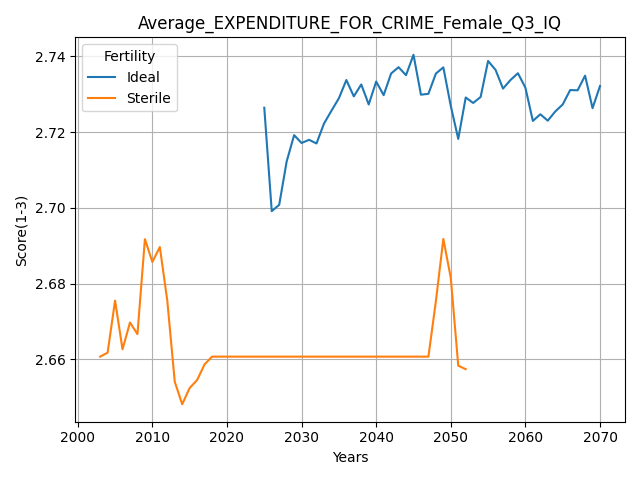 Average_EXPENDITURE_FOR_CRIME_Female_Q3_IQ
Fertility
Ideal
Sterile
Score(1-3)
2.74
2.72
2.70
2.68
2.66
2000 2010 2020 2030 2040 2050 2060 2070
Years